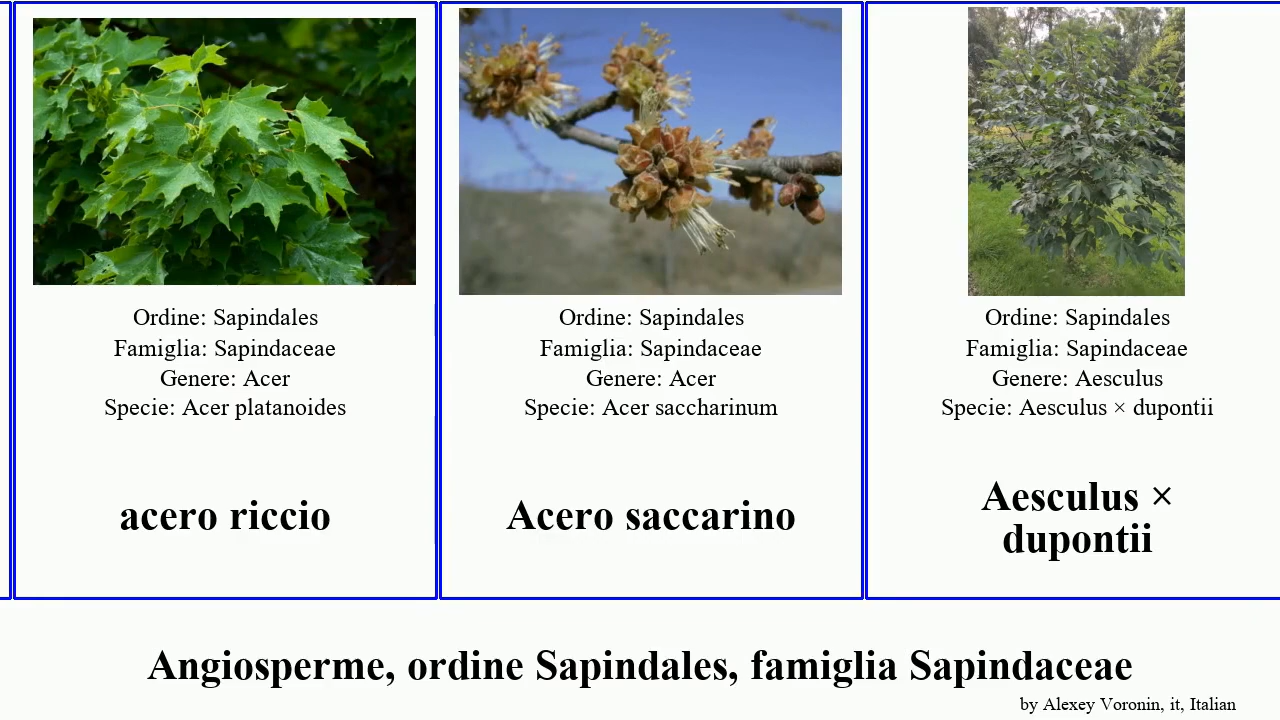 Ordine: Sapindales
Famiglia: Sapindaceae
Genere: Acer
Specie: Acer platanoides
acero riccio
Ordine: Sapindales
Famiglia: Sapindaceae
Genere: Acer
Specie: Acer saccharinum
Acero saccarino
Ordine: Sapindales
Famiglia: Sapindaceae
Genere: Aesculus
Specie: Aesculus × dupontii
Aesculus ×
dupontii
Angiosperme, ordine Sapindales, famiglia Sapindaceae
by Alexey Voronin, it, Italian